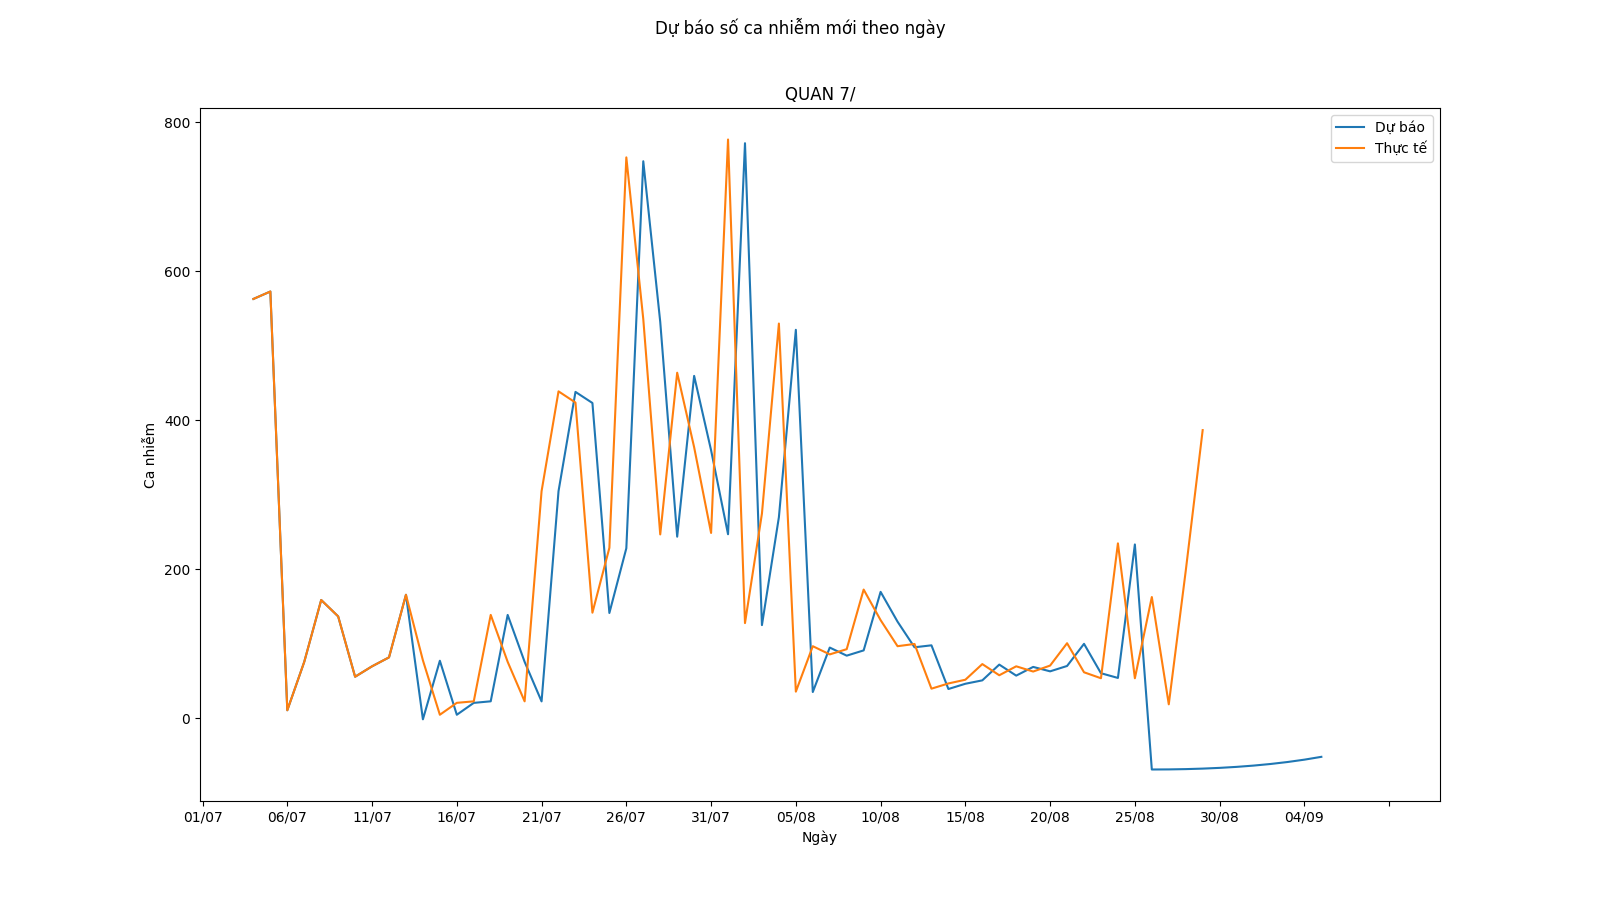 Dự báo số ca nhiễm mới theo ngày
QUAN 7/
Dự báo
Thực tế
800
600
400
200
0
Ca nhiễm
01/07 06/07 11/07 16/07 21/07 26/07 31/07 05/08 10/08 15/08 20/08 25/08 30/08 04/09
Ngày